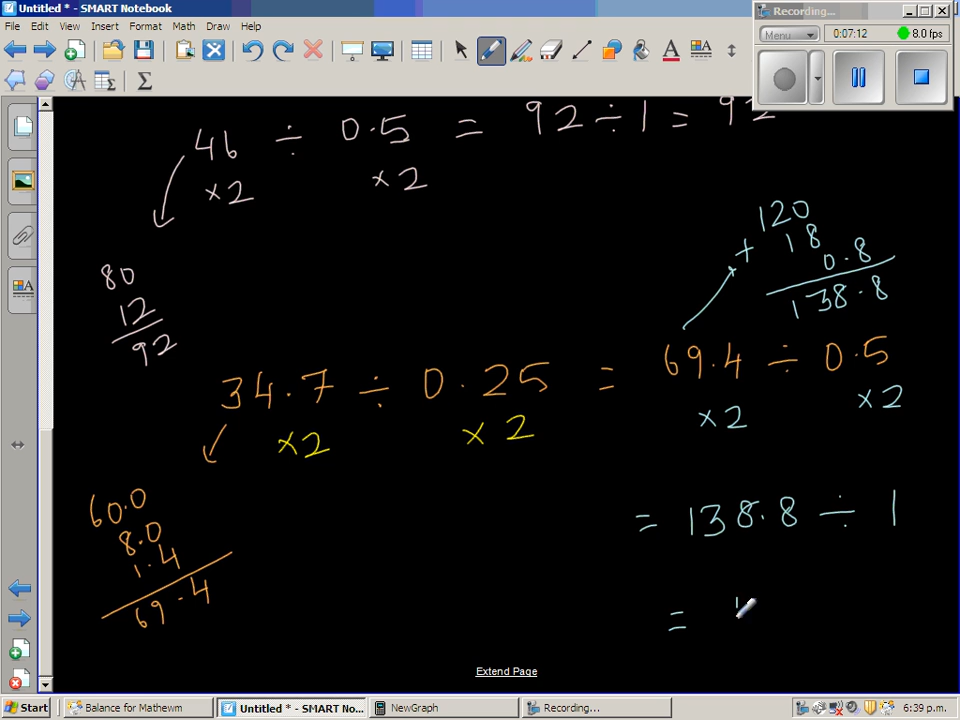 Untitled * - SMART Notebook
Recording...
File Edit View Insert Format Math Draw Help
Menu
0:07:12
8.0 fps
46 ÷ 0.5 = 92 ÷ 1 = 92
×2 ×2
80
12
92
120
+ 18
0.8
138.8
34.7 ÷ 0.25 = 69.4 ÷ 0.5
×2 ×2 ×2 ×2
60.0
8.0
1.4
69.4
= 138.8 ÷ 1
=
Extend Page
Start
Balance for Mathewm
Untitled * - SMART No...
NewGraph
Recording...
6:39 p.m.